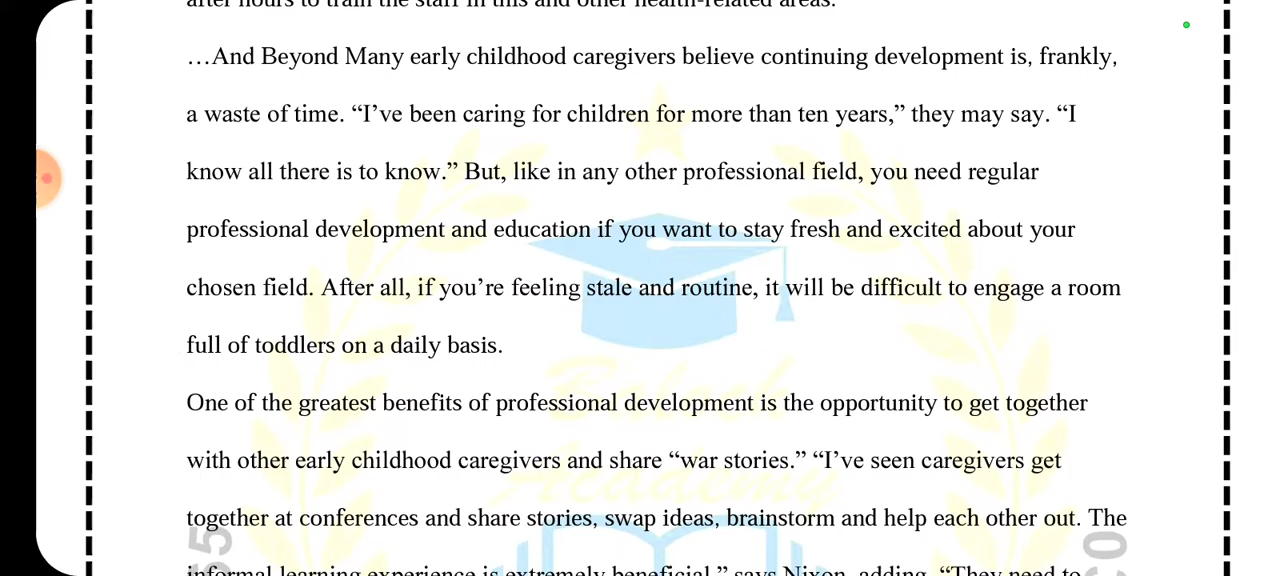 after hours to train the staff in this and other health-related areas.
…And Beyond Many early childhood caregivers believe continuing development is, frankly,
a waste of time. “I’ve been caring for children for more than ten years,” they may say. “I
know all there is to know.” But, like in any other professional field, you need regular
professional development and education if you want to stay fresh and excited about your
chosen field. After all, if you’re feeling stale and routine, it will be difficult to engage a room
full of toddlers on a daily basis.
One of the greatest benefits of professional development is the opportunity to get together
Baloch
with other early childhood caregivers and share “war stories.” “I’ve seen caregivers get
Academy
together at conferences and share stories, swap ideas, brainstorm and help each other out. The
informal learning experience is extremely beneficial,” says Nixon, adding, “They need to